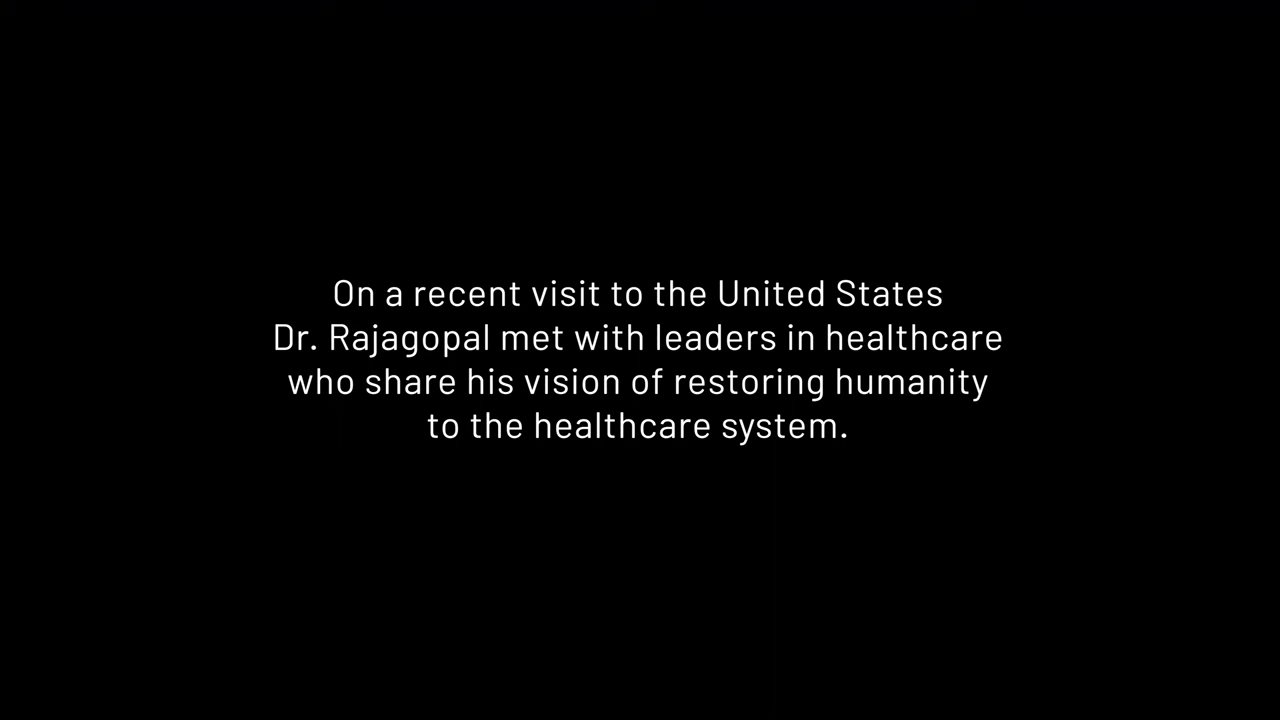 On a recent visit to the United States
Dr. Rajagopal met with leaders in healthcare
who share his vision of restoring humanity
to the healthcare system.